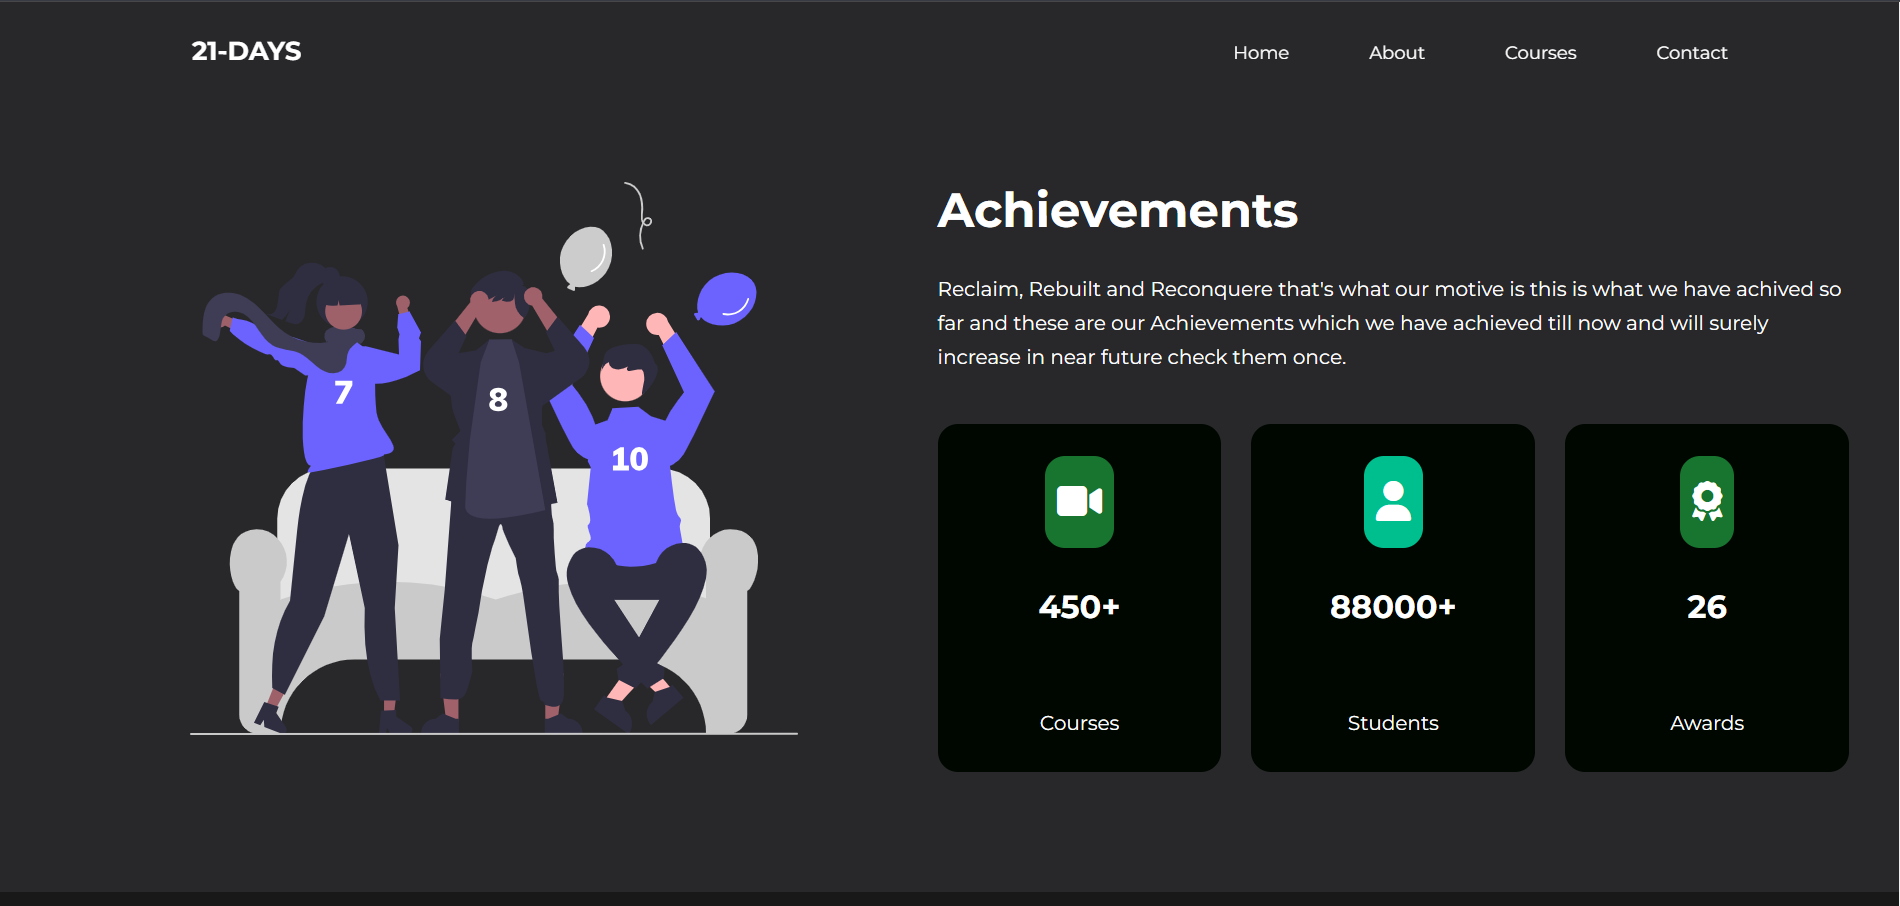 21-DAYS
Home About Courses Contact
Achievements
Reclaim, Rebuilt and Reconquere that's what our motive is this is what we have achived so
far and these are our Achievements which we have achieved till now and will surely
increase in near future check them once.
7
8
10
450+ 88000+ 26
Courses Students Awards